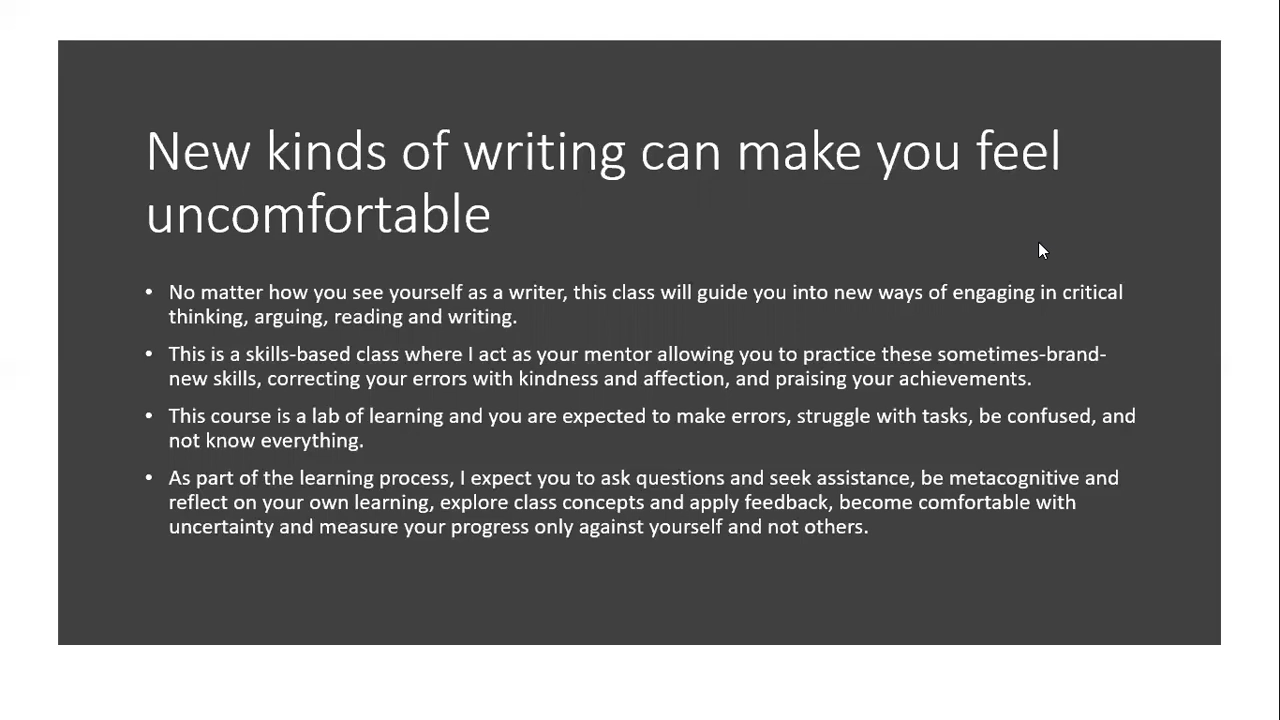 New kinds of writing can make you feel
uncomfortable
• No matter how you see yourself as a writer, this class will guide you into new ways of engaging in critical
thinking, arguing, reading and writing.
• This is a skills-based class where I act as your mentor allowing you to practice these sometimes-brand-
new skills, correcting your errors with kindness and affection, and praising your achievements.
• This course is a lab of learning and you are expected to make errors, struggle with tasks, be confused, and
not know everything.
• As part of the learning process, I expect you to ask questions and seek assistance, be metacognitive and
reflect on your own learning, explore class concepts and apply feedback, become comfortable with
uncertainty and measure your progress only against yourself and not others.